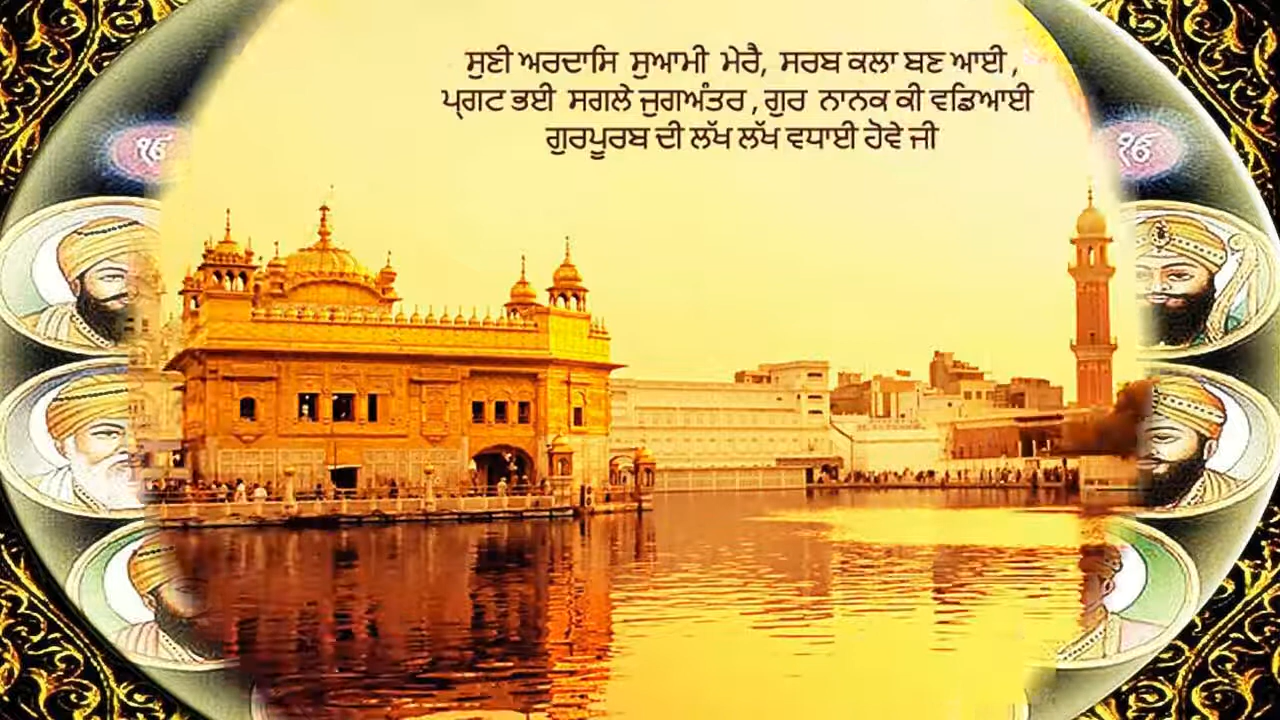 ਸੁਣੀ ਅਰਦਾਸਿ ਸੁਆਮੀ ਮੇਰੈ, ਸਰਬ ਕਲਾ ਬਣ ਆਈ ,
ਪ੍ਰਗਟ ਭਈ ਸਗਲੇ ਜੁਗਅੰਤਰ , ਗੁਰ ਨਾਨਕ ਕੀ ਵਡਿਆਈ
ਗੁਰਪੂਰਬ ਦੀ ਲੱਖ ਲੱਖ ਵਧਾਈ ਹੋਵੇ ਜੀ
ੴ
ੴ